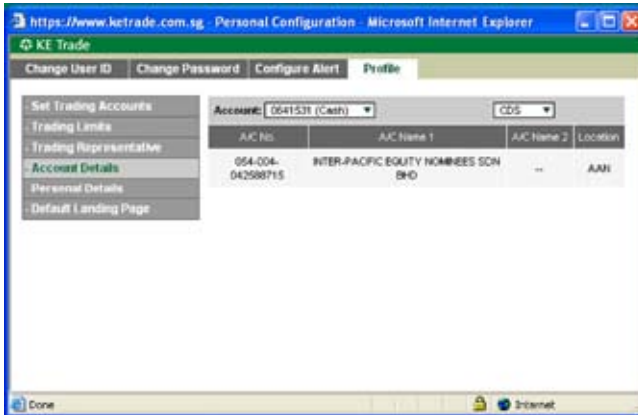 https://www.ketrade.com.sg - Personal Configuration - Microsoft Internet Explorer
KE Trade
Change User ID Change Password Configure Alert Profile
- Set Trading Accounts
- Trading Limits
- Trading Representative
- Account Details
- Personal Details
- Default Landing Page
Account: 0641531 (Cash) CDS
A/C No. A/C Name 1 A/C Name 2 Location
054-004-
042588715
INTER-PACIFIC EQUITY NOMINEES SDN
BHD
--
AAN
Done Internet